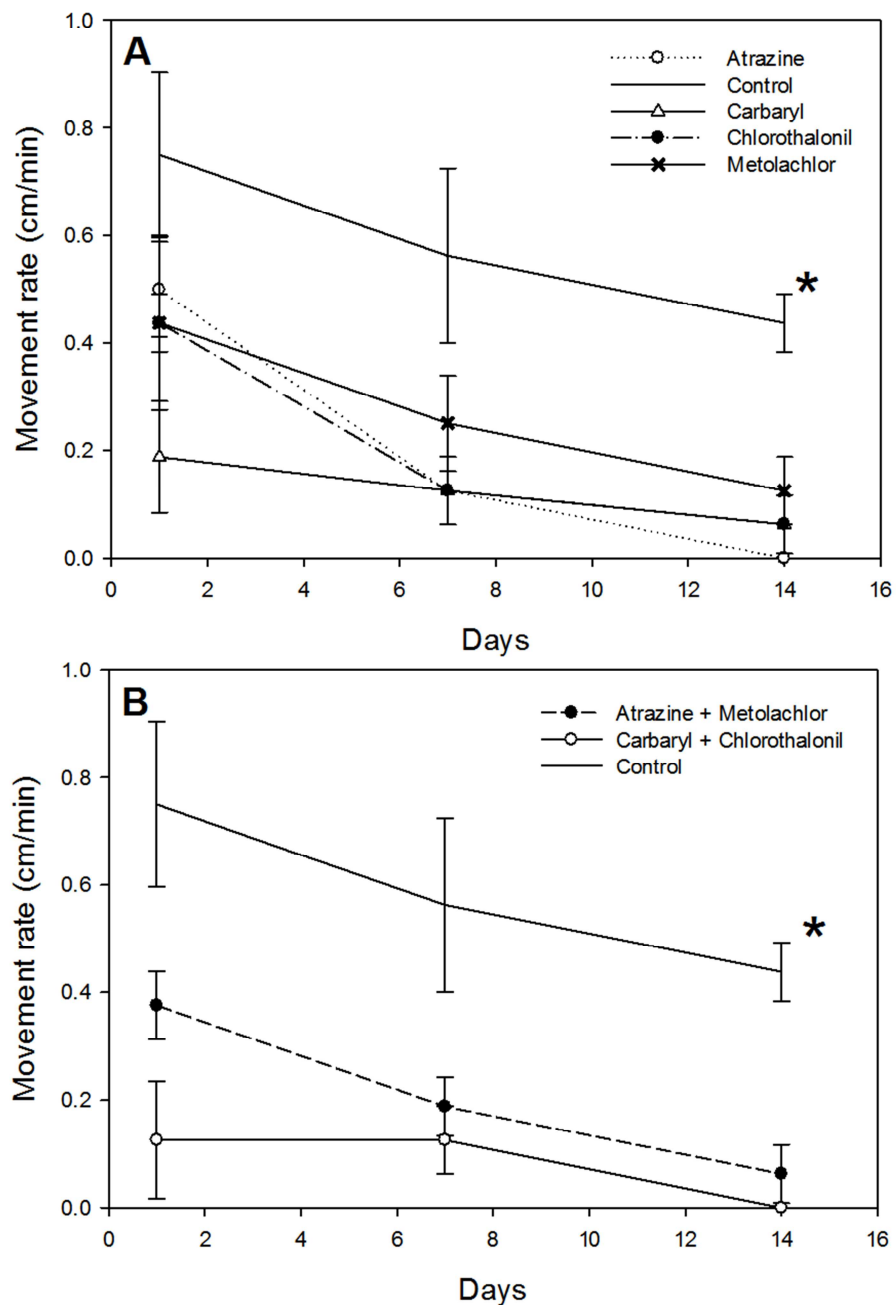 A
Atrazine
Control
Carbaryl
Chlorothalonil
Metolachlor
*
Movement rate (cm/min)
1.0
0.8
0.6
0.4
0.2
0.0
0 2 4 6 8 10 12 14 16
Days
B
Atrazine + Metolachlor
Carbaryl + Chlorothalonil
Control
*
Movement rate (cm/min)
1.0
0.8
0.6
0.4
0.2
0.0
0 2 4 6 8 10 12 14 16
Days